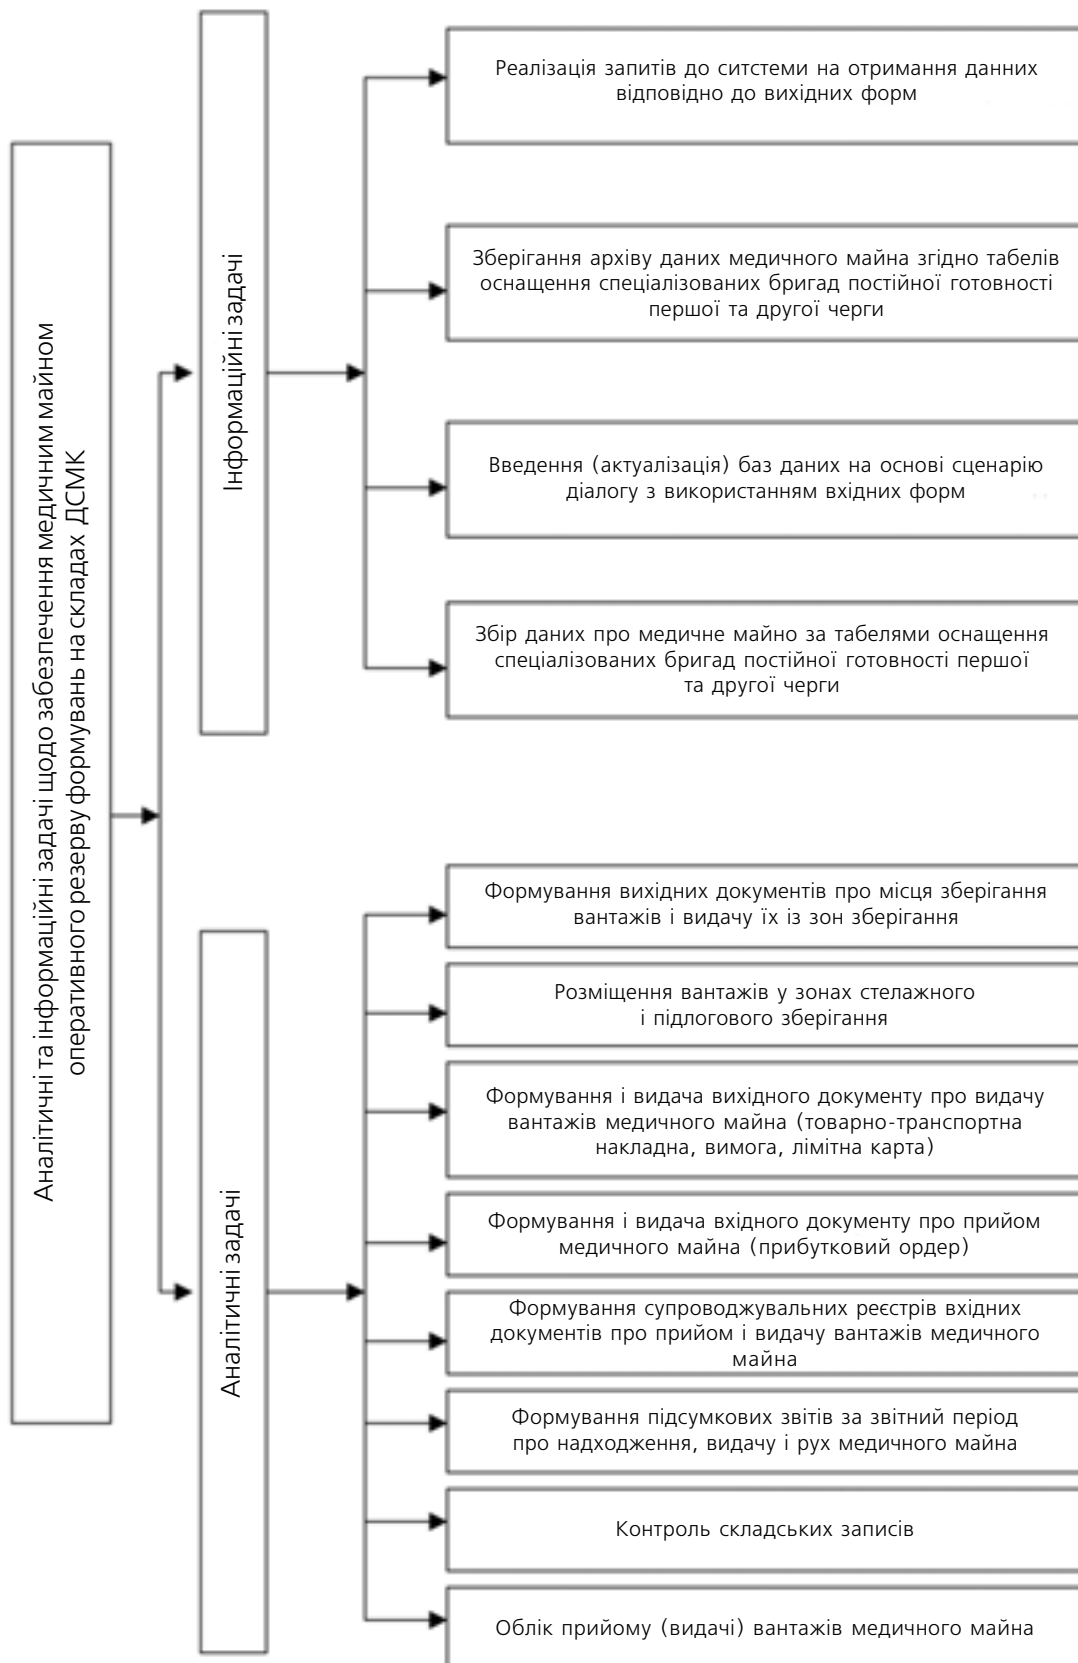 Аналітичні та інформаційні задачі щодо забезпечення медичним майном
оперативного резерву формувань на складах ДСМК
Інформаційні задачі
Реалізація запитів до ситстеми на отримання данних
відповідно до вихідних форм
Зберігання архіву даних медичного майна згідно табелів
оснащення спеціалізованих бригад постійної готовності
першої та другої черги
Введення (актуалізація) баз даних на основі сценарію
діалогу з використанням вхідних форм
Збір даних про медичне майно за табелями оснащення
спеціалізованих бригад постійної готовності першої
та другої черги
Аналітичні задачі
Формування вихідних документів про місця зберігання
вантажів і видачу їх із зон зберігання
Розміщення вантажів у зонах стелажного
і підлогового зберігання
Формування і видача вихідного документу про видачу
вантажів медичного майна (товарно-транспортна
накладна, вимога, лімітна карта)
Формування і видача вхідного документу про прийом
медичного майна (прибутковий ордер)
Формування супроводжувальних реєстрів вхідних
документів про прийом і видачу вантажів медичного
майна
Формування підсумкових звітів за звітний період
про надходження, видачу і рух медичного майна
Контроль складських записів
Облік прийому (видачі) вантажів медичного майна